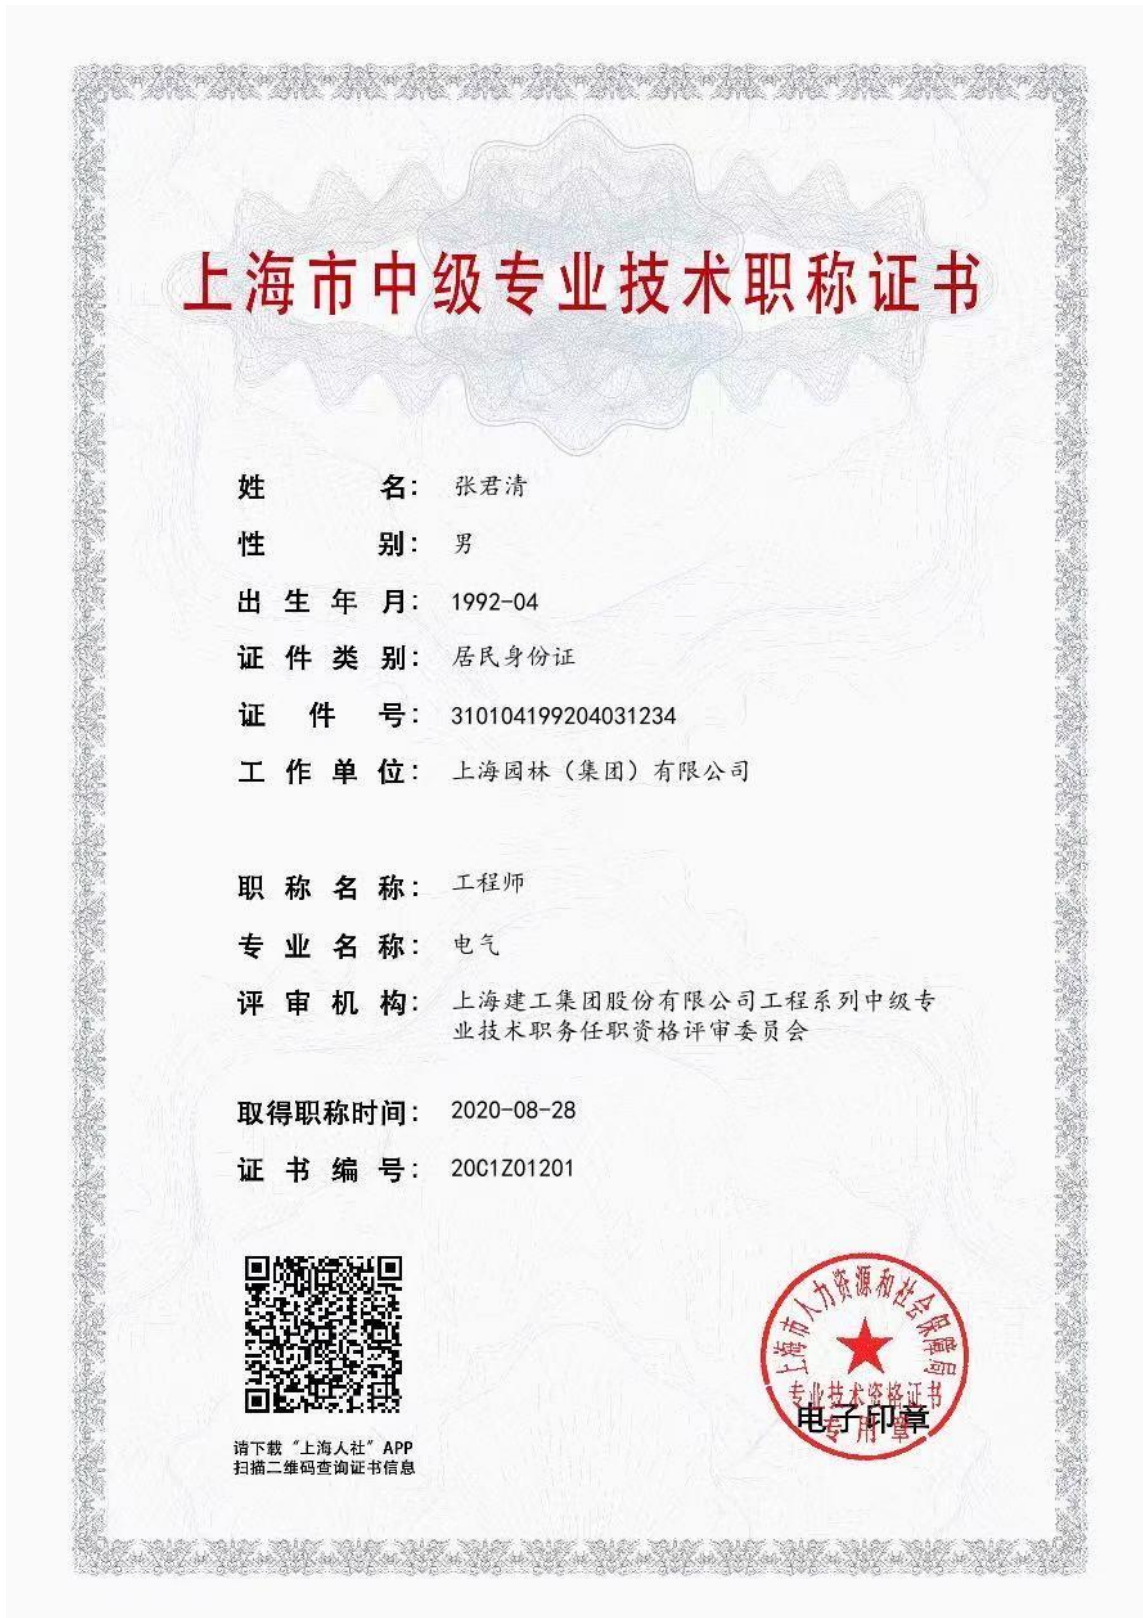 上海市中级专业技术职称证书
姓名：张君清
性别：男
出生年月：1992-04
证件类别：居民身份证
证件号：310104199204031234
工作单位：上海园林（集团）有限公司
职称名称：工程师
专业名称：电气
评审机构：上海建工集团股份有限公司工程系列中级专
业技术职务任职资格评审委员会
取得职称时间：2020-08-28
证书编号：20C1Z01201
请下载“上海人社”APP
扫描二维码查询证书信息
上海市人力资源和社会保障局
专业技术资格证书
电子印章
专用章